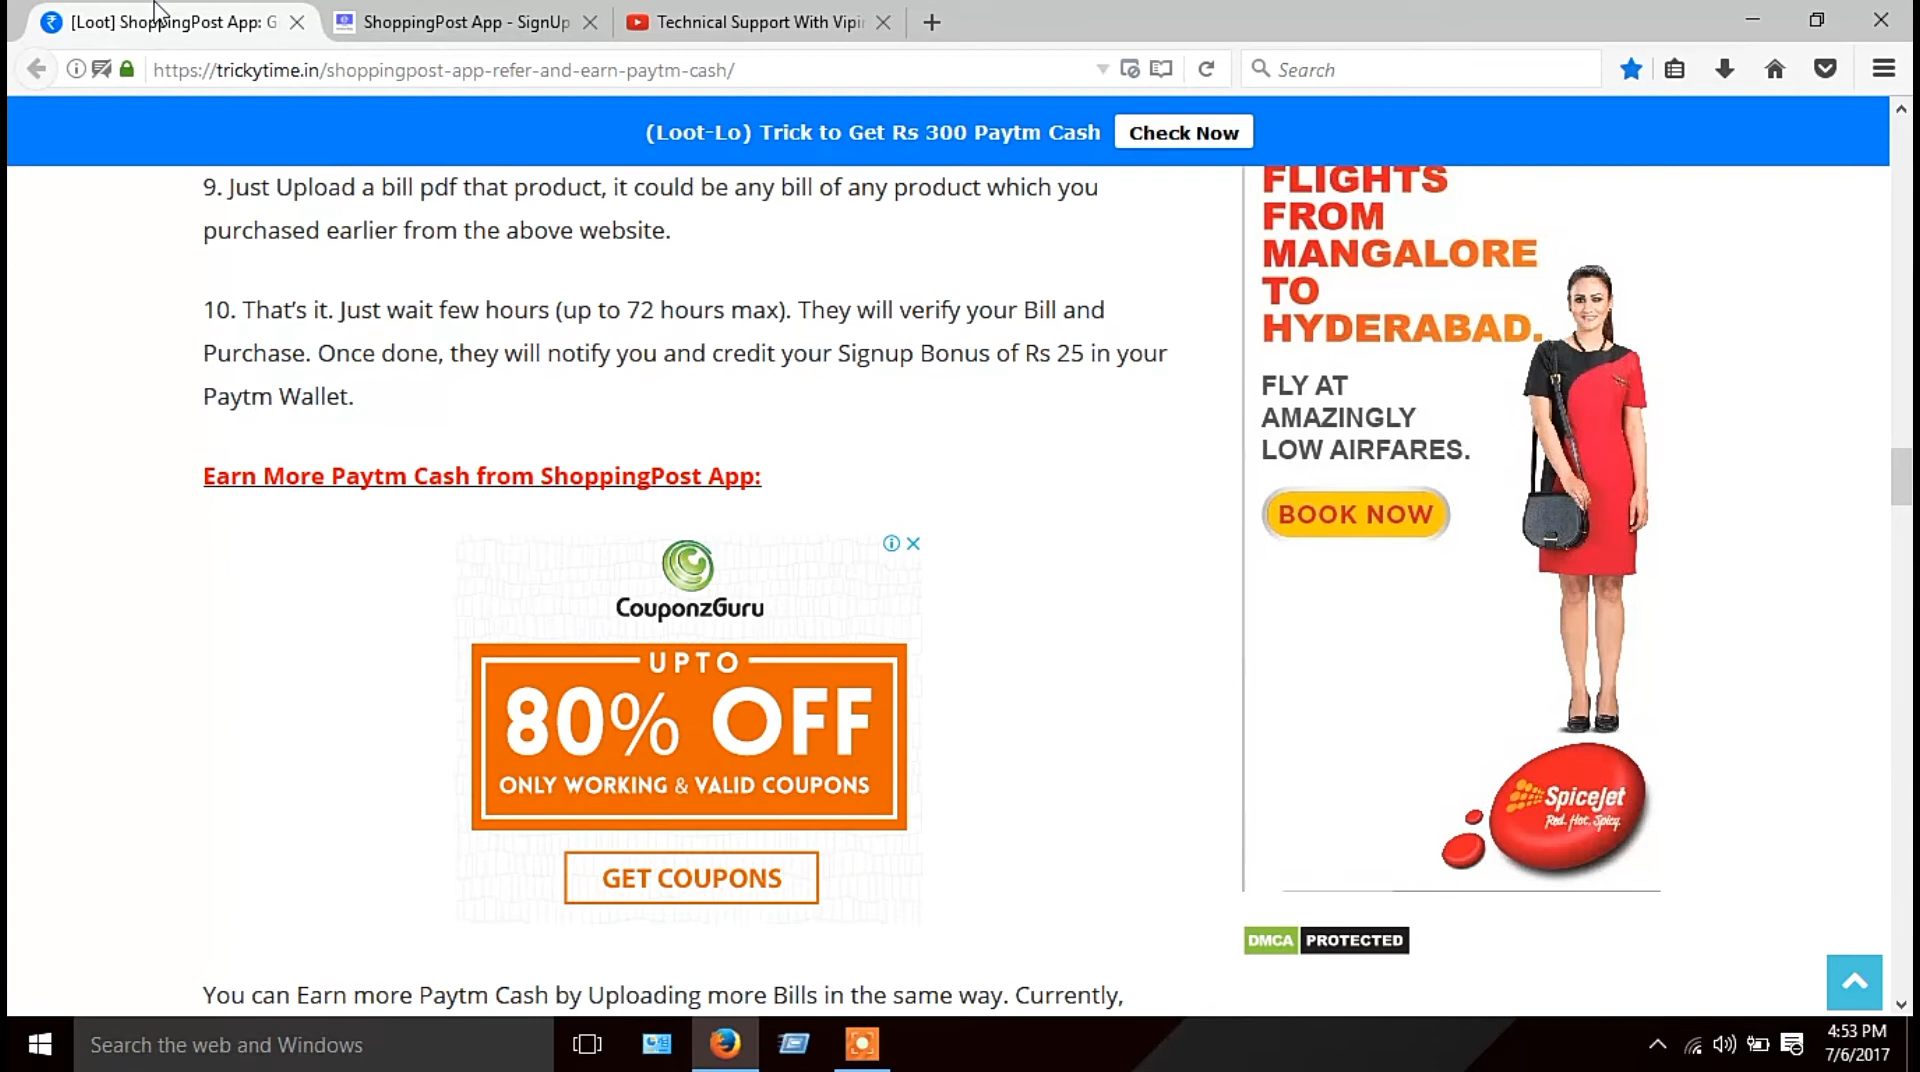 [Loot] ShoppingPost App: G
ShoppingPost App - SignUp
Technical Support With Vipin
https://trickytime.in/shoppingpost-app-refer-and-earn-paytm-cash/
Search
(Loot-Lo) Trick to Get Rs 300 Paytm Cash
Check Now
9. Just Upload a bill pdf that product, it could be any bill of any product which you
purchased earlier from the above website.
10. That’s it. Just wait few hours (up to 72 hours max). They will verify your Bill and
Purchase. Once done, they will notify you and credit your Signup Bonus of Rs 25 in your
Paytm Wallet.
Earn More Paytm Cash from ShoppingPost App:
CouponzGuru
UPTO
80% OFF
ONLY WORKING & VALID COUPONS
GET COUPONS
You can Earn more Paytm Cash by Uploading more Bills in the same way. Currently,
FLIGHTS
FROM
MANGALORE
TO
HYDERABAD.
FLY AT
AMAZINGLY
LOW AIRFARES.
BOOK NOW
SpiceJet
Red. Hot. Spicy.
DMCA PROTECTED
Search the web and Windows
4:53 PM
7/6/2017